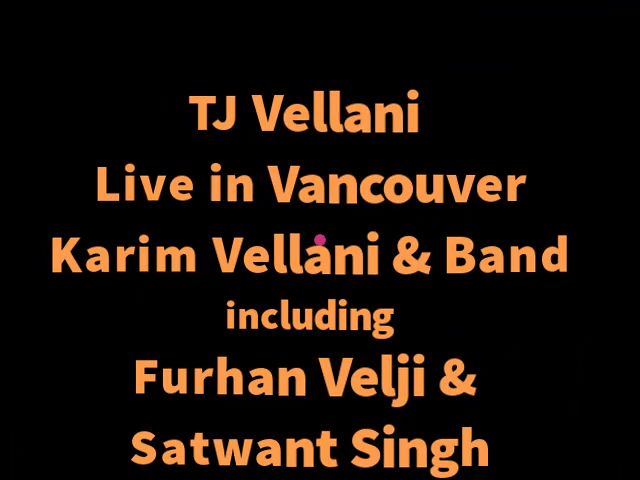 TJ Vellani
Live in Vancouver
Karim Vellani & Band
including
Furhan Velji &
Satwant Singh